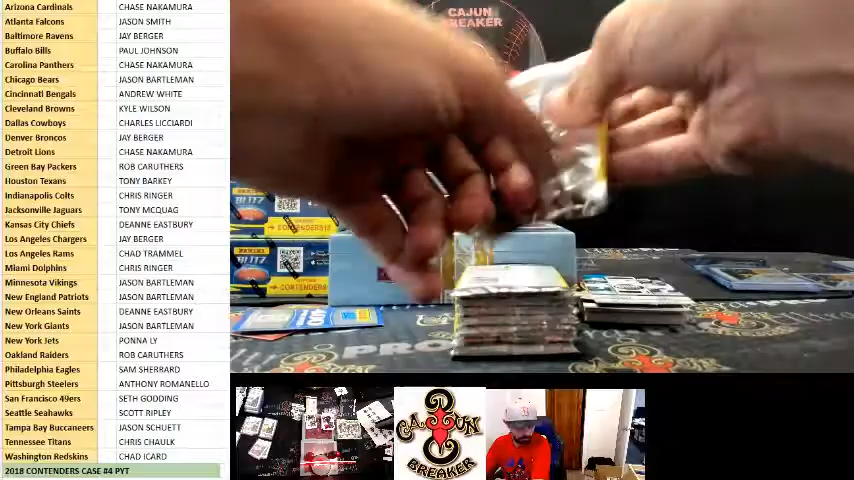 Arizona Cardinals CHASE NAKAMURA
Atlanta Falcons JASON SMITH
Baltimore Ravens JAY BERGER
Buffalo Bills PAUL JOHNSON
Carolina Panthers CHASE NAKAMURA
Chicago Bears JASON BARTLEMAN
Cincinnati Bengals ANDREW WHITE
Cleveland Browns KYLE WILSON
Dallas Cowboys CHARLES LICCIARDI
Denver Broncos JAY BERGER
Detroit Lions CHASE NAKAMURA
Green Bay Packers ROB CARUTHERS
Houston Texans TONY BARKEY
Indianapolis Colts CHRIS RINGER
Jacksonville Jaguars TONY MCQUAG
Kansas City Chiefs DEANNE EASTBURY
Los Angeles Chargers JAY BERGER
Los Angeles Rams CHAD TRAMMEL
Miami Dolphins CHRIS RINGER
Minnesota Vikings JASON BARTLEMAN
New England Patriots JASON BARTLEMAN
New Orleans Saints DEANNE EASTBURY
New York Giants JASON BARTLEMAN
New York Jets PONNA LY
Oakland Raiders ROB CARUTHERS
Philadelphia Eagles SAM SHERRARD
Pittsburgh Steelers ANTHONY ROMANELLO
San Francisco 49ers SETH GODDING
Seattle Seahawks SCOTT RIPLEY
Tampa Bay Buccaneers JASON SCHUETT
Tennessee Titans CHRIS CHAULK
Washington Redskins CHAD ICARD
2018 CONTENDERS CASE #4 PYT
CAJUN
BREAKER
BLITZ
CONTENDERS
PANINI
BLITZ
CONTENDERS
PRO
CAJUN
BREAKER